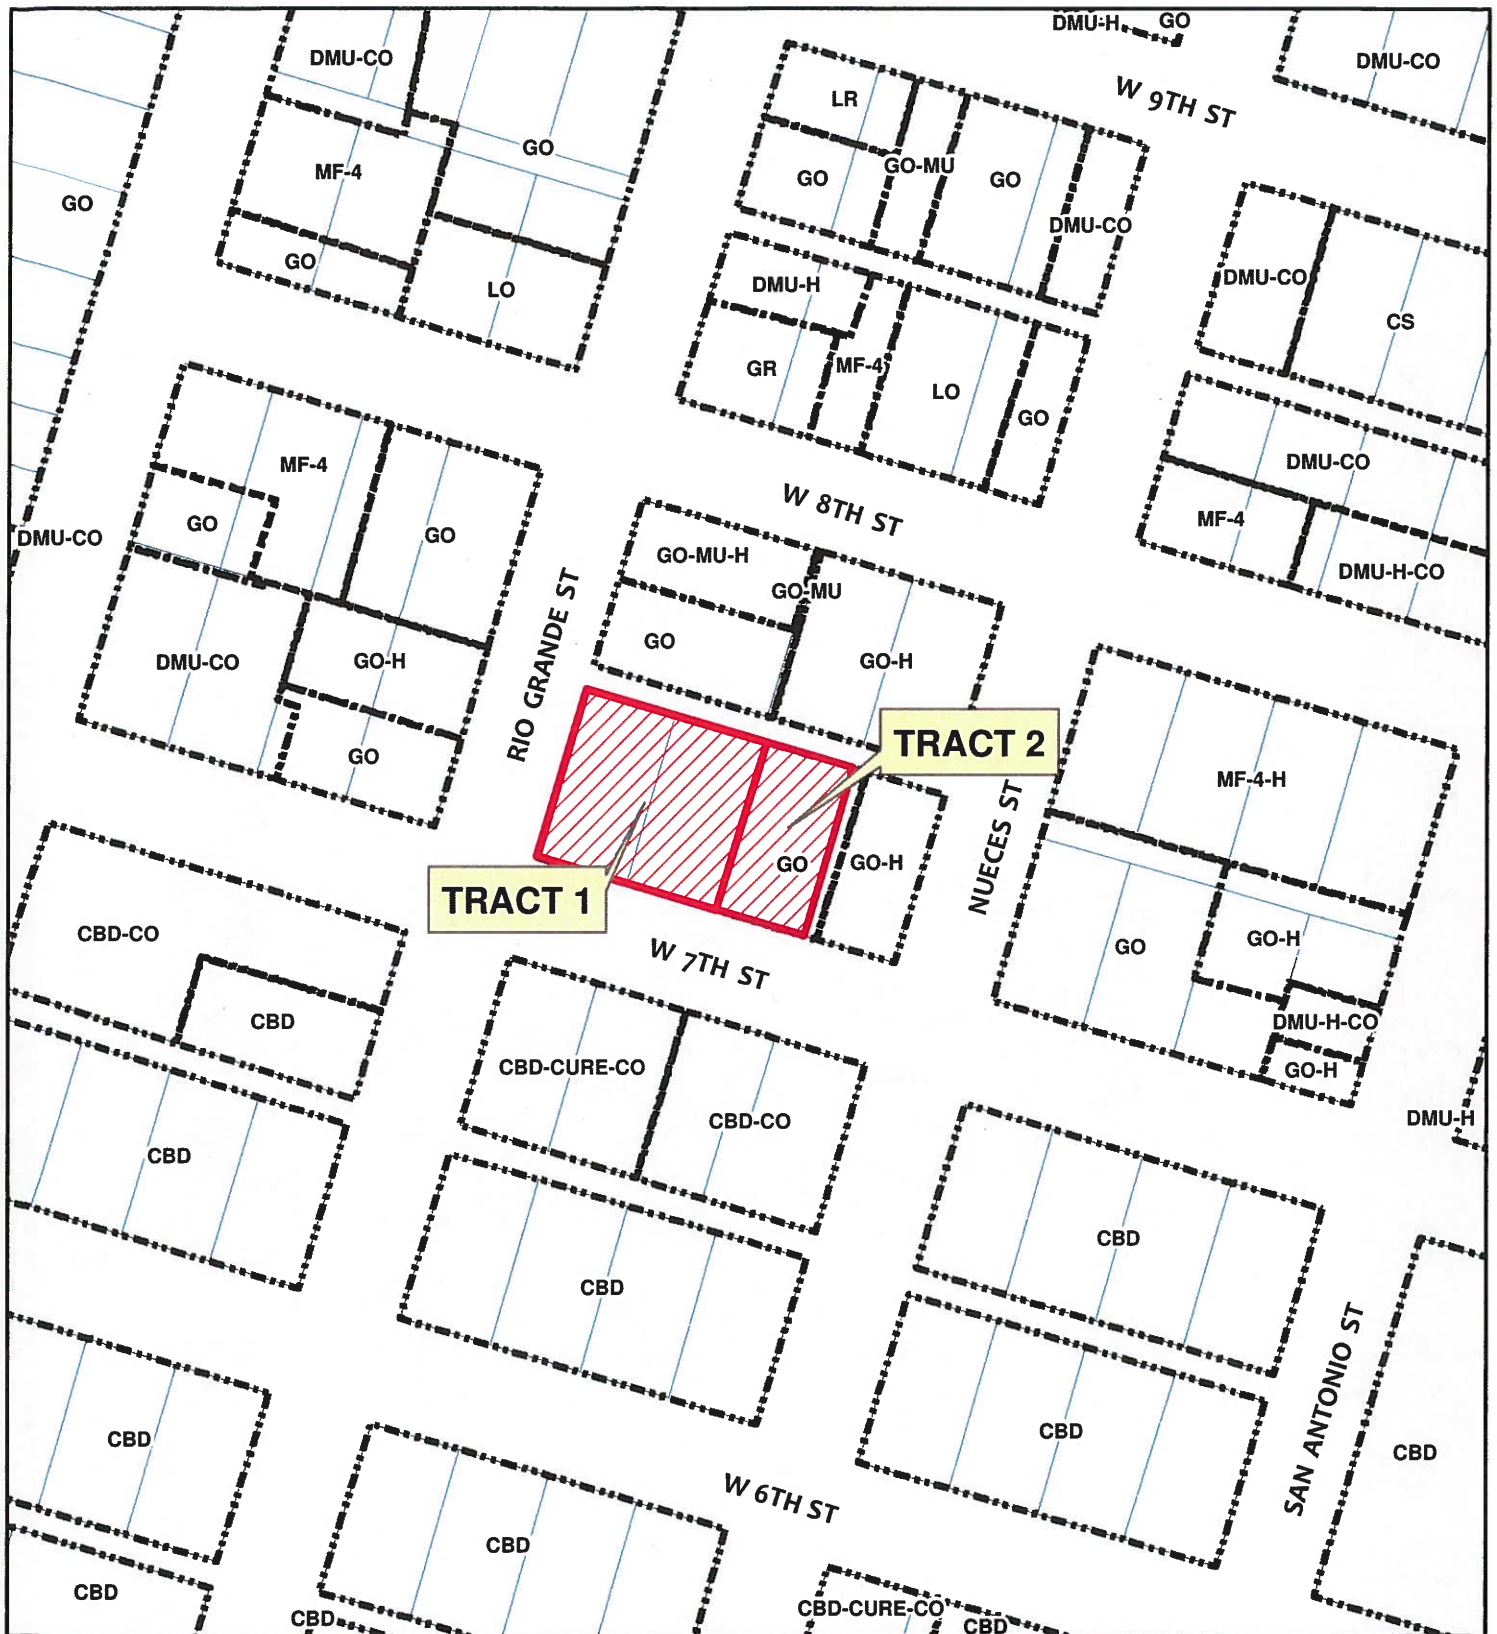 DMU-H
GO
DMU-CO
DMU-CO
LR
W 9TH ST
GO
MF-4
GO-MU
GO
GO
GO
DMU-CO
GO
LO
DMU-H
DMU-CO
CS
GR
MF-4
LO
GO
MF-4
DMU-CO
GO
W 8TH ST
MF-4
DMU-CO
GO
GO-MU-H
GO-MU
DMU-H-CO
RIO GRANDE ST
GO
DMU-CO
GO-H
GO-H
GO
TRACT 2
MF-4-H
NUECES ST
GO
GO-H
TRACT 1
CBD-CO
W 7TH ST
GO
GO-H
CBD
DMU-H-CO
CBD-CURE-CO
GO-H
CBD-CO
DMU-H
CBD
CBD
CBD
SAN ANTONIO ST
CBD
CBD
CBD
W 6TH ST
CBD
CBD
CBD
CBD-CURE-CO
CBD